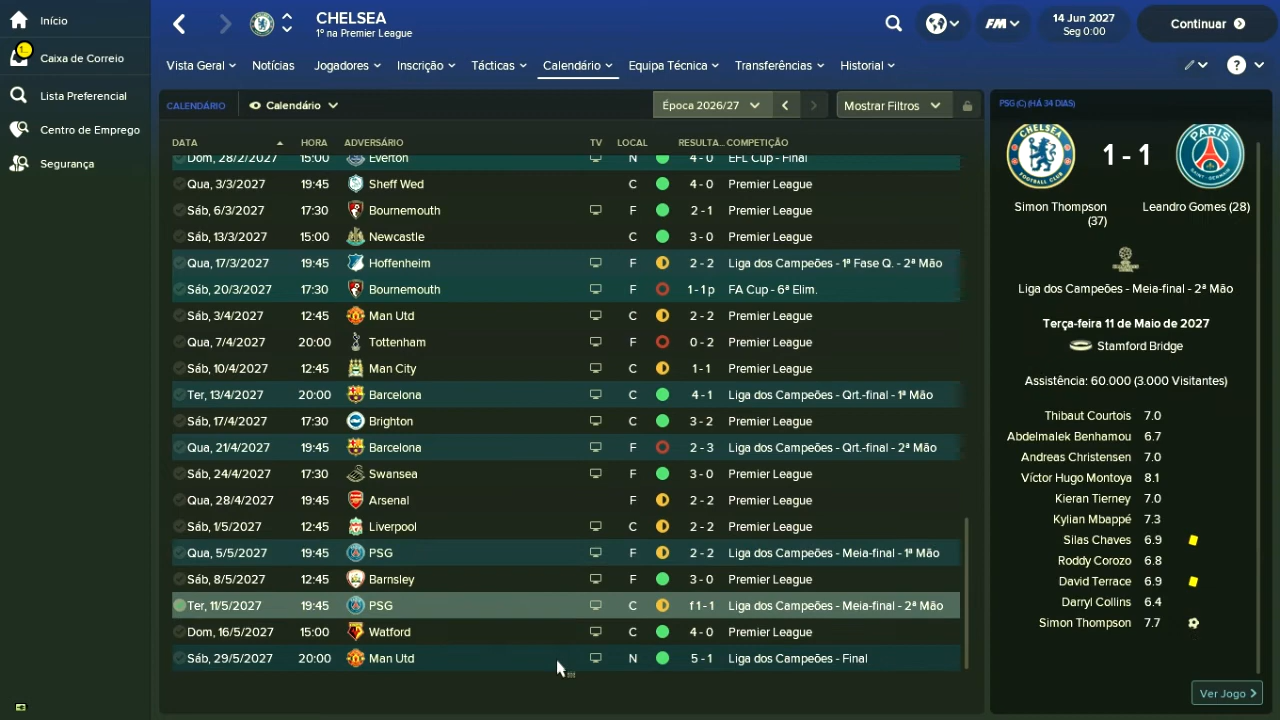 Início
CHELSEA
1º na Premier League
14 Jun 2027
Seg 0:00
FM
Continuar
Caixa de Correio
Lista Preferencial
Centro de Emprego
Segurança
Vista Geral Notícias Jogadores Inscrição Tácticas Calendário Equipa Técnica Transferências Historial
CALENDÁRIO Calendário Época 2026/27 Mostrar Filtros
DATA HORA ADVERSÁRIO TV LOCAL RESULTA... COMPETIÇÃO
Dom, 28/2/2027 15:00 Everton N 4-0 EFL Cup - Final
Qua, 3/3/2027 19:45 Sheff Wed C 4-0 Premier League
Sáb, 6/3/2027 17:30 Bournemouth F 2-1 Premier League
Sáb, 13/3/2027 15:00 Newcastle C 3-0 Premier League
Qua, 17/3/2027 19:45 Hoffenheim F 2-2 Liga dos Campeões - 1ª Fase Q. - 2ª Mão
Sáb, 20/3/2027 17:30 Bournemouth F 1-1 p FA Cup - 6ª Elim.
Sáb, 3/4/2027 12:45 Man Utd C 2-2 Premier League
Qua, 7/4/2027 20:00 Tottenham F 0-2 Premier League
Sáb, 10/4/2027 12:45 Man City C 1-1 Premier League
Ter, 13/4/2027 20:00 Barcelona C 4-1 Liga dos Campeões - Qrt.-final - 1ª Mão
Sáb, 17/4/2027 17:30 Brighton C 3-2 Premier League
Qua, 21/4/2027 19:45 Barcelona F 2-3 Liga dos Campeões - Qrt.-final - 2ª Mão
Sáb, 24/4/2027 17:30 Swansea C 3-0 Premier League
Qua, 28/4/2027 19:45 Arsenal F 2-2 Premier League
Sáb, 1/5/2027 12:45 Liverpool C 2-2 Premier League
Qua, 5/5/2027 19:45 PSG F 2-2 Liga dos Campeões - Meia-final - 1ª Mão
Sáb, 8/5/2027 12:45 Barnsley F 3-0 Premier League
Ter, 11/5/2027 19:45 PSG C f 1-1 Liga dos Campeões - Meia-final - 2ª Mão
Dom, 16/5/2027 15:00 Watford C 4-0 Premier League
Sáb, 29/5/2027 20:00 Man Utd N 5-1 Liga dos Campeões - Final
PSG (C) (HÁ 34 DIAS)
CHELSEA
FOOTBALL CLUB
1 - 1
PARIS
SAINT-GERMAIN
Simon Thompson (37)
Leandro Gomes (28)
Liga dos Campeões - Meia-final - 2ª Mão
Terça-feira 11 de Maio de 2027
Stamford Bridge
Assistência: 60.000 (3.000 Visitantes)
Thibaut Courtois 7.0
Abdelmalek Benhamou 6.7
Andreas Christensen 7.0
Víctor Hugo Montoya 8.1
Kieran Tierney 7.0
Kylian Mbappé 7.3
Silas Chaves 6.9
Roddy Corozo 6.8
David Terrace 6.9
Darryl Collins 6.4
Simon Thompson 7.7
Ver Jogo